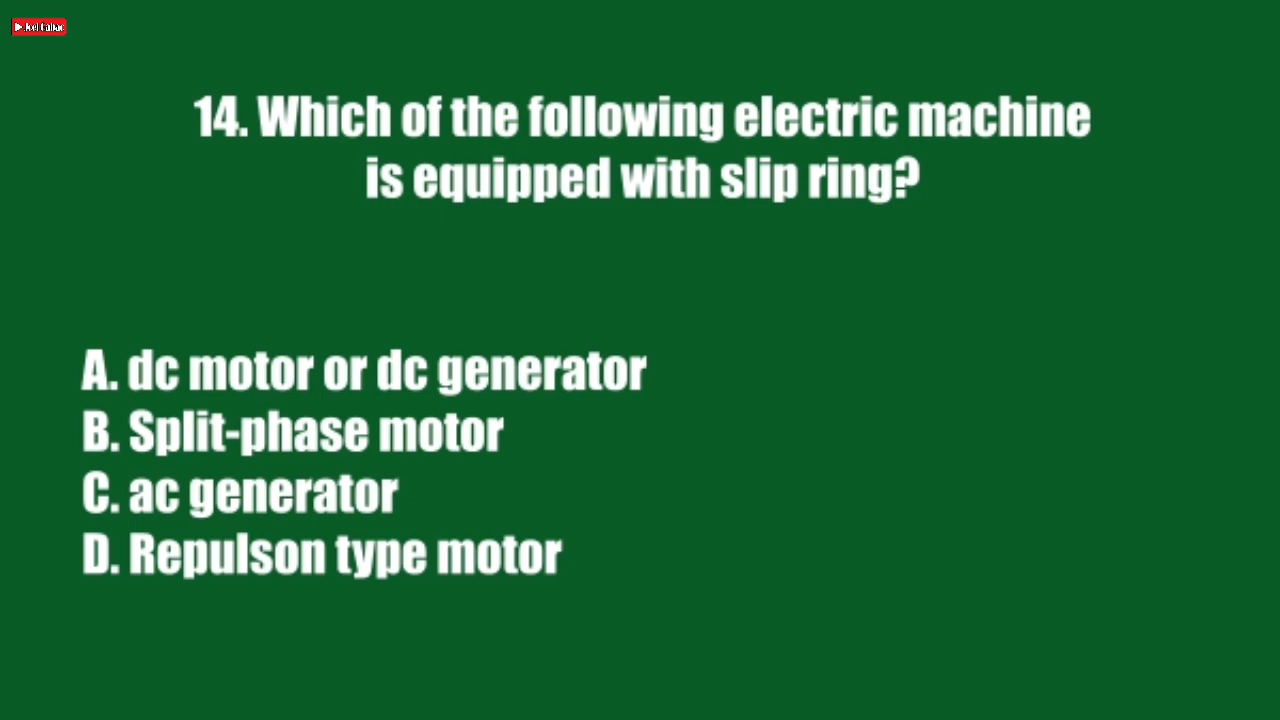 14. Which of the following electric machine
is equipped with slip ring?
A. dc motor or dc generator
B. Split-phase motor
C. ac generator
D. Repulson type motor